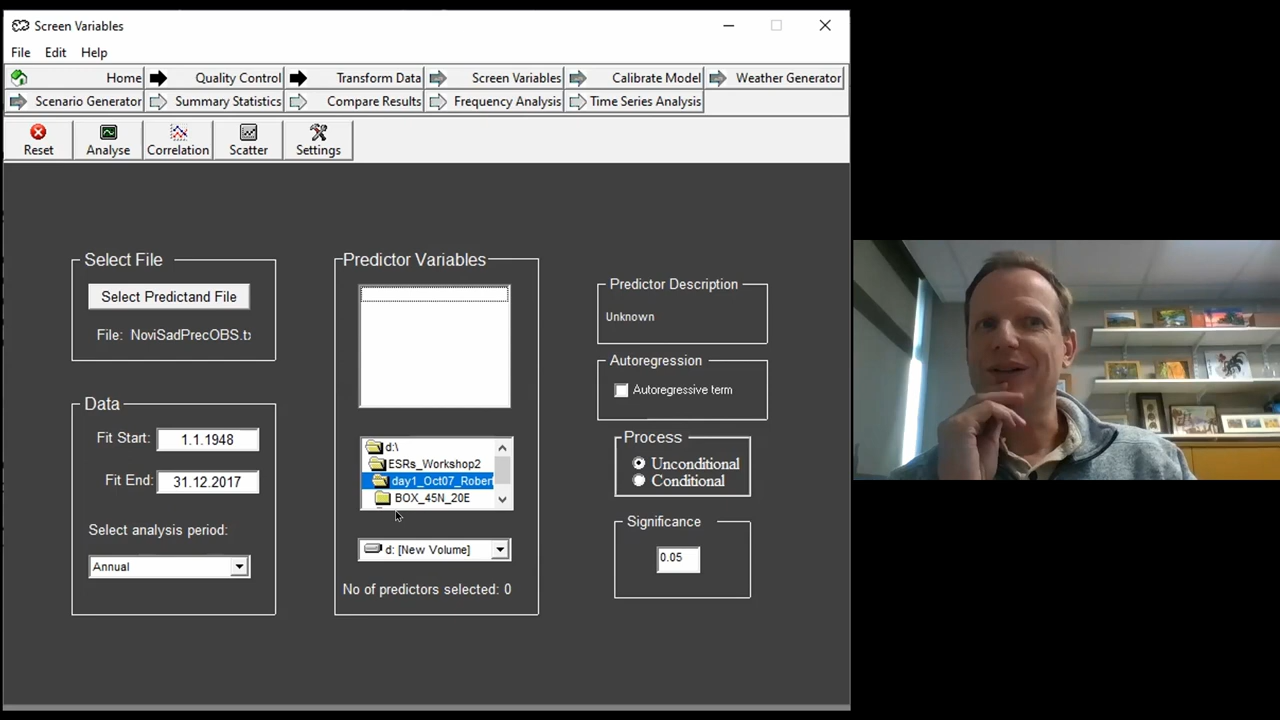 Screen Variables
File Edit Help
Home Quality Control Transform Data Screen Variables Calibrate Model Weather Generator
Scenario Generator Summary Statistics Compare Results Frequency Analysis Time Series Analysis
Reset Analyse Correlation Scatter Settings
Select File
Select Predictand File
File: NoviSadPrecOBS.tx
Data
Fit Start: 1.1.1948
Fit End: 31.12.2017
Select analysis period:
Annual
Predictor Variables
d:\
ESRs_Workshop2
day1_Oct07_Robert
BOX_45N_20E
d: [New Volume]
No of predictors selected: 0
Predictor Description
Unknown
Autoregression
Autoregressive term
Process
Unconditional
Conditional
Significance
0.05